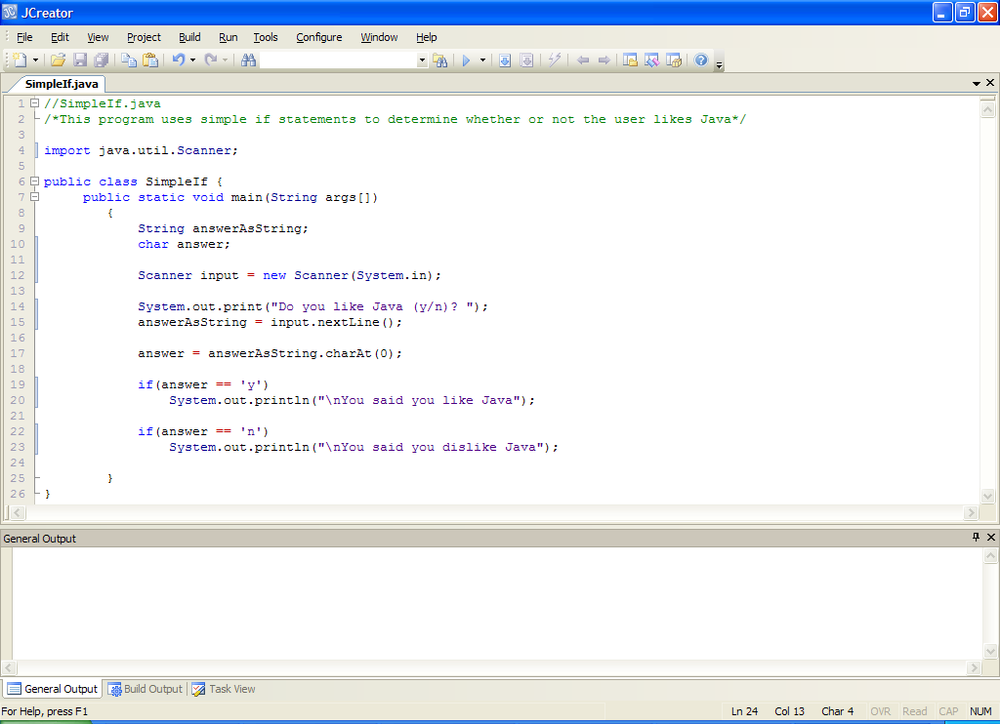 JCreator
File Edit View Project Build Run Tools Configure Window Help
SimpleIf.java
1 //SimpleIf.java
2 /*This program uses simple if statements to determine whether or not the user likes Java*/
3
4 import java.util.Scanner;
5
6 public class SimpleIf {
7 public static void main(String args[])
8 {
9 String answerAsString;
10 char answer;
11
12 Scanner input = new Scanner(System.in);
13
14 System.out.print("Do you like Java (y/n)? ");
15 answerAsString = input.nextLine();
16
17 answer = answerAsString.charAt(0);
18
19 if(answer == 'y')
20 System.out.println("\nYou said you like Java");
21
22 if(answer == 'n')
23 System.out.println("\nYou said you dislike Java");
24
25 }
26 }
General Output
General Output Build Output Task View
For Help, press F1 Ln 24 Col 13 Char 4 OVR Read CAP NUM